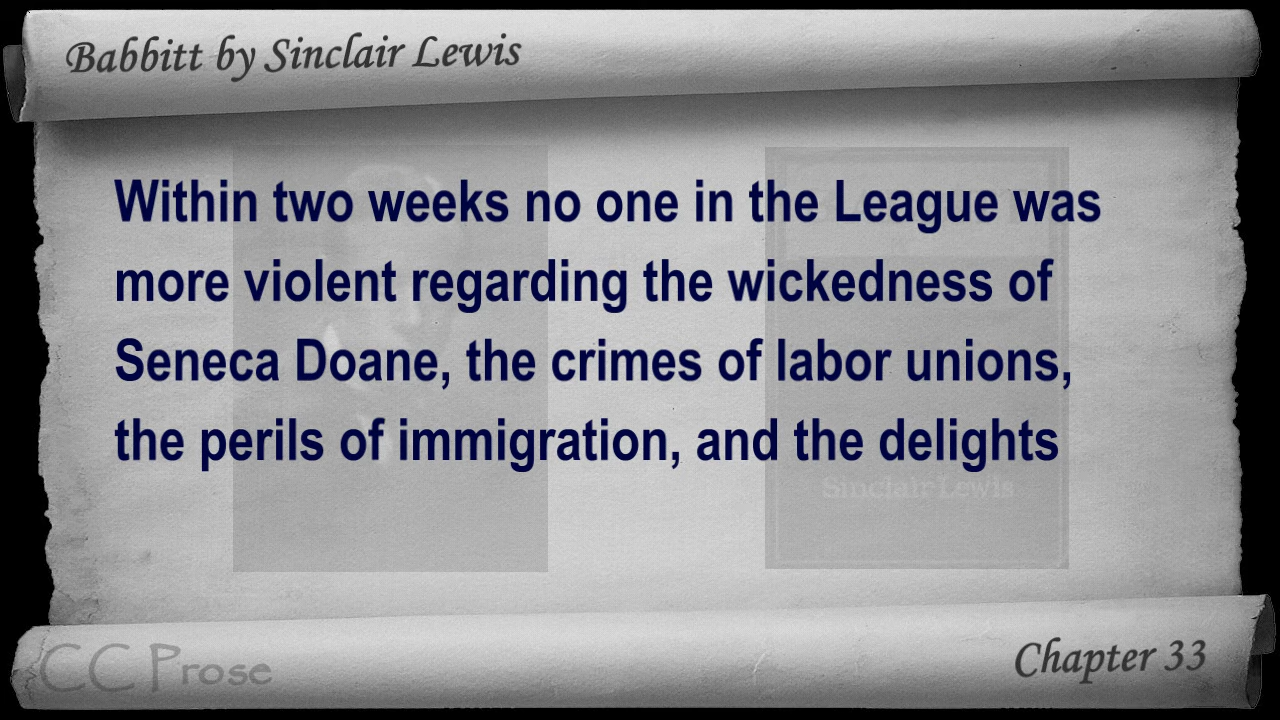 Babbitt by Sinclair Lewis
Within two weeks no one in the League was
more violent regarding the wickedness of
Seneca Doane, the crimes of labor unions,
the perils of immigration, and the delights
Sinclair Lewis
CC Prose
Chapter 33